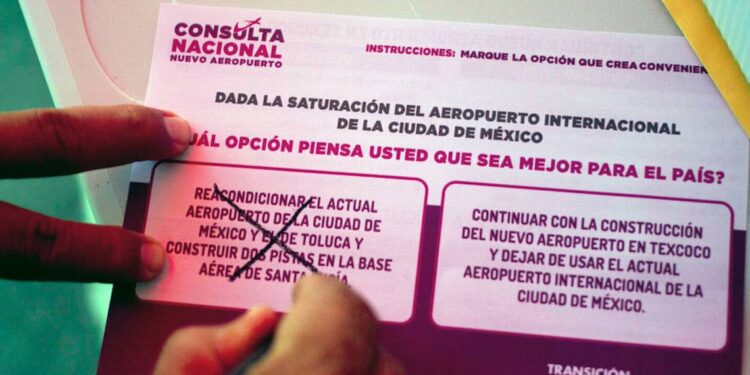 CONSULTA
NACIONAL
NUEVO AEROPUERTO
INSTRUCCIONES: MARQUE LA OPCIÓN QUE CREA CONVENIEN
DADA LA SATURACIÓN DEL AEROPUERTO INTERNACIONAL
DE LA CIUDAD DE MÉXICO
UÁL OPCIÓN PIENSA USTED QUE SEA MEJOR PARA EL PAÍS?
REACONDICIONAR EL ACTUAL
AEROPUERTO DE LA CIUDAD DE
MÉXICO Y EL DE TOLUCA Y
CONSTRUIR DOS PISTAS EN LA BASE
AÉREA DE SANTA LUCÍA.
CONTINUAR CON LA CONSTRUCCIÓN
DEL NUEVO AEROPUERTO EN TEXCOCO
Y DEJAR DE USAR EL ACTUAL
AEROPUERTO INTERNACIONAL DE LA
CIUDAD DE MÉXICO.
TRANSICIÓN